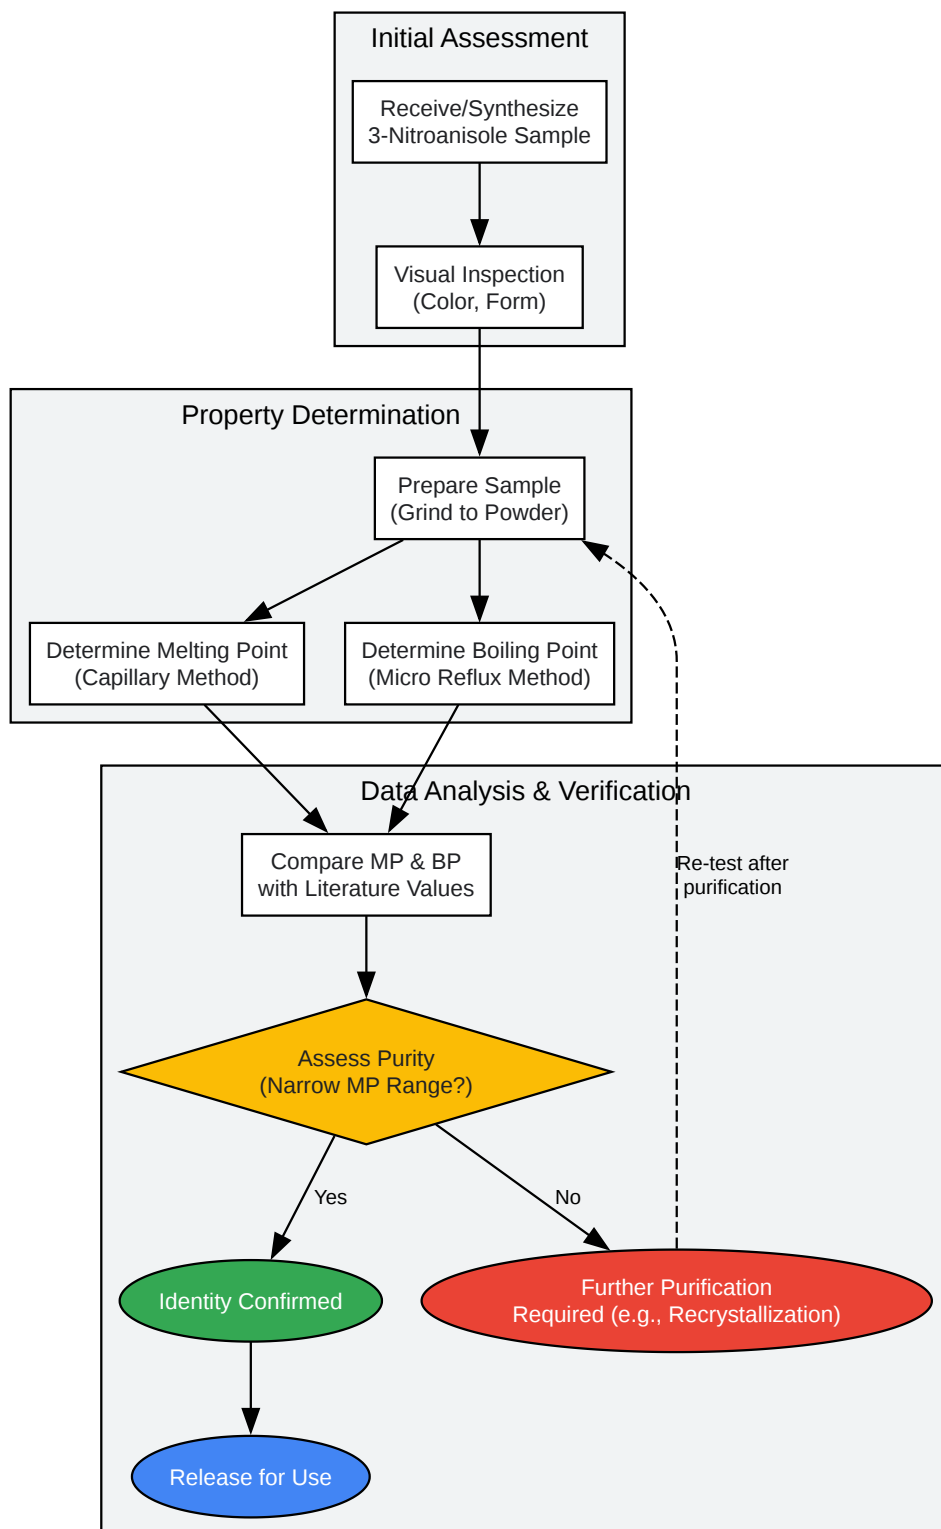 Initial Assessment
Receive/Synthesize
3-Nitroanisole Sample
Visual Inspection
(Color, Form)
Property Determination
Prepare Sample
(Grind to Powder)
Determine Melting Point
(Capillary Method)
Determine Boiling Point
(Micro Reflux Method)
Data Analysis & Verification
Compare MP & BP
with Literature Values
Re-test after
purification
Assess Purity
(Narrow MP Range?)
Yes
No
Identity Confirmed
Further Purification
Required (e.g., Recrystallization)
Release for Use